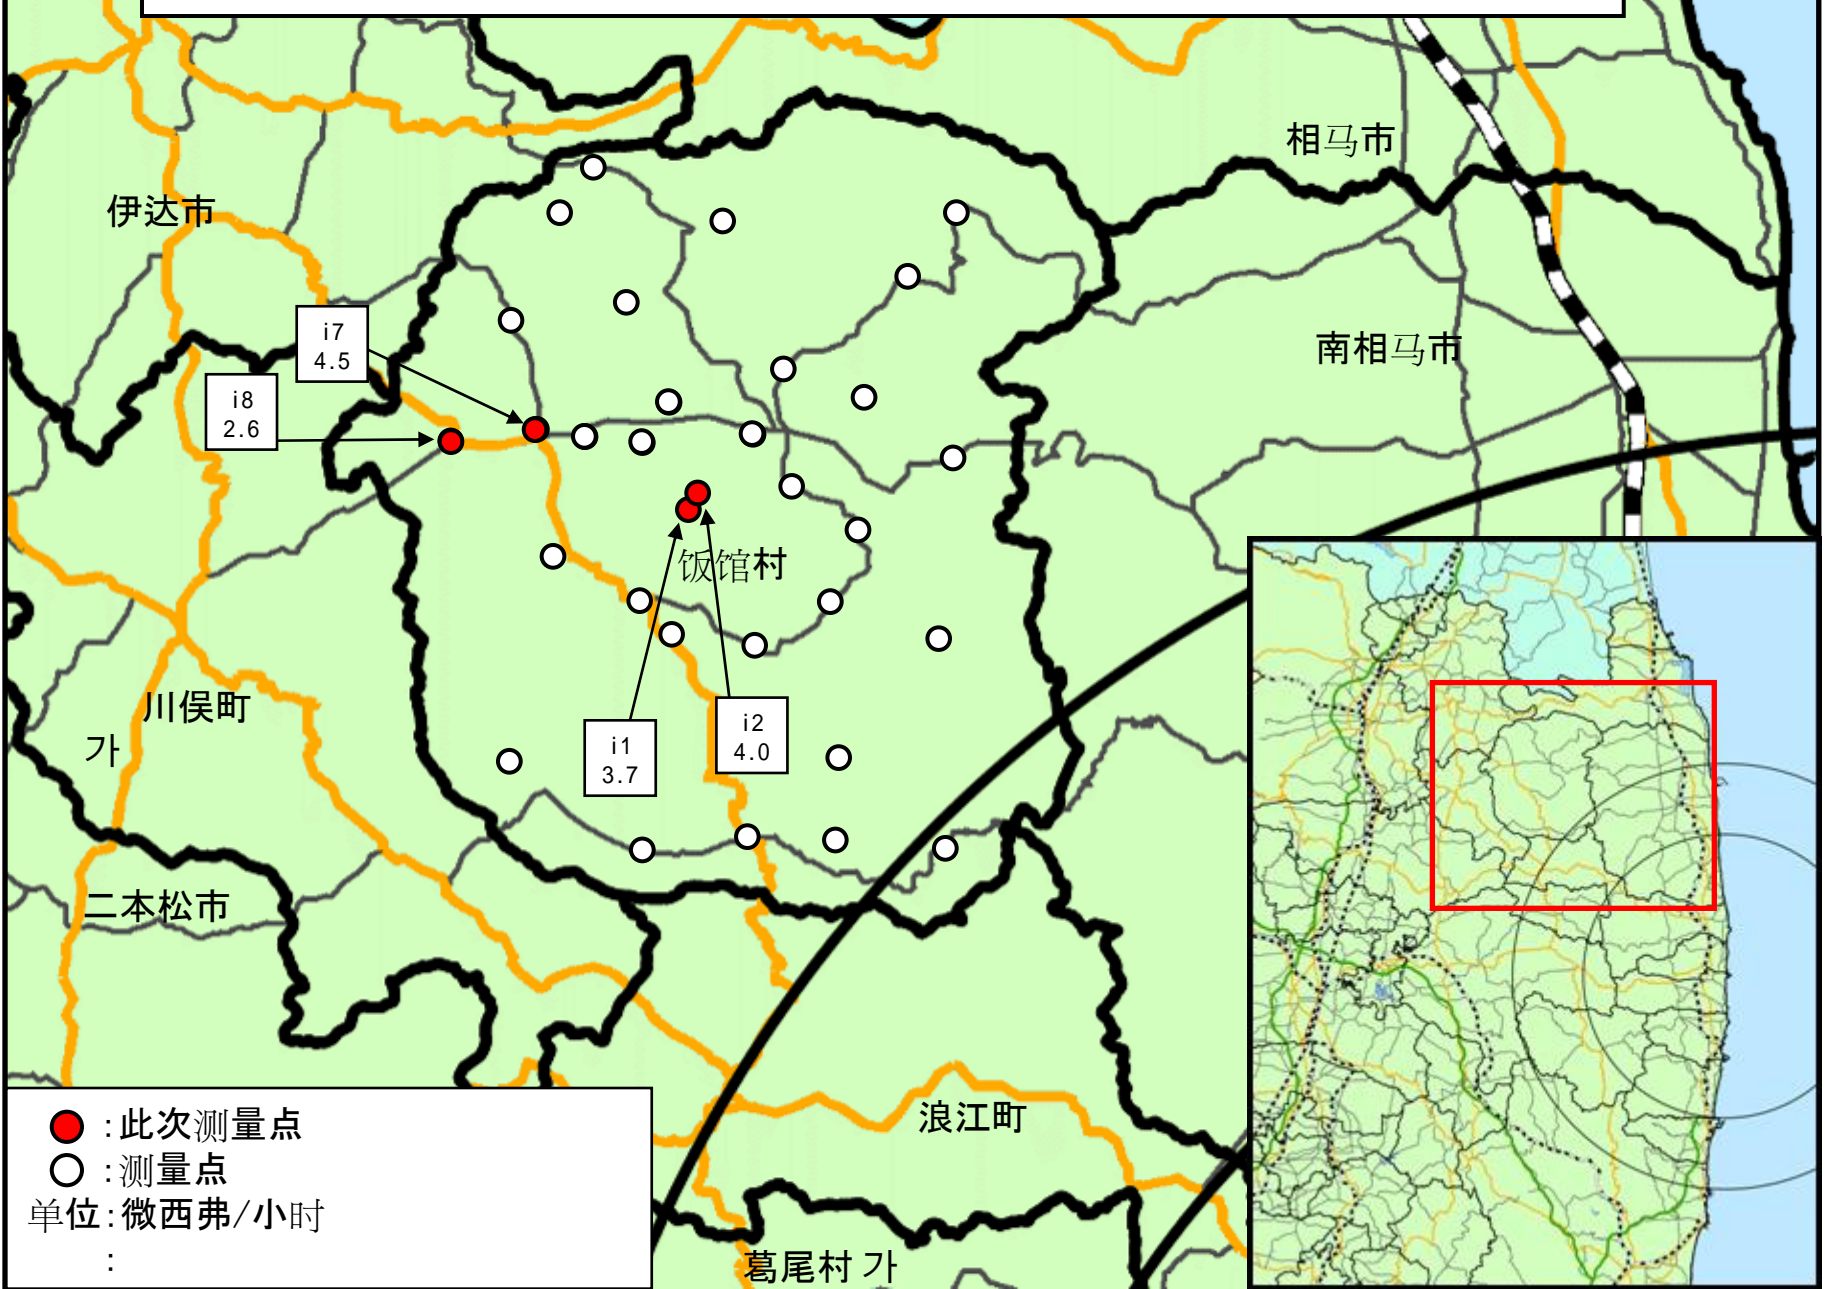 相马市
伊达市
i7
4.5
南相马市
i8
2.6
饭馆村
川俣町
가
i1
3.7
i2
4.0
二本松市
浪江町
葛尾村 가
:此次测量点
:测量点
单位:微西弗/小时
: